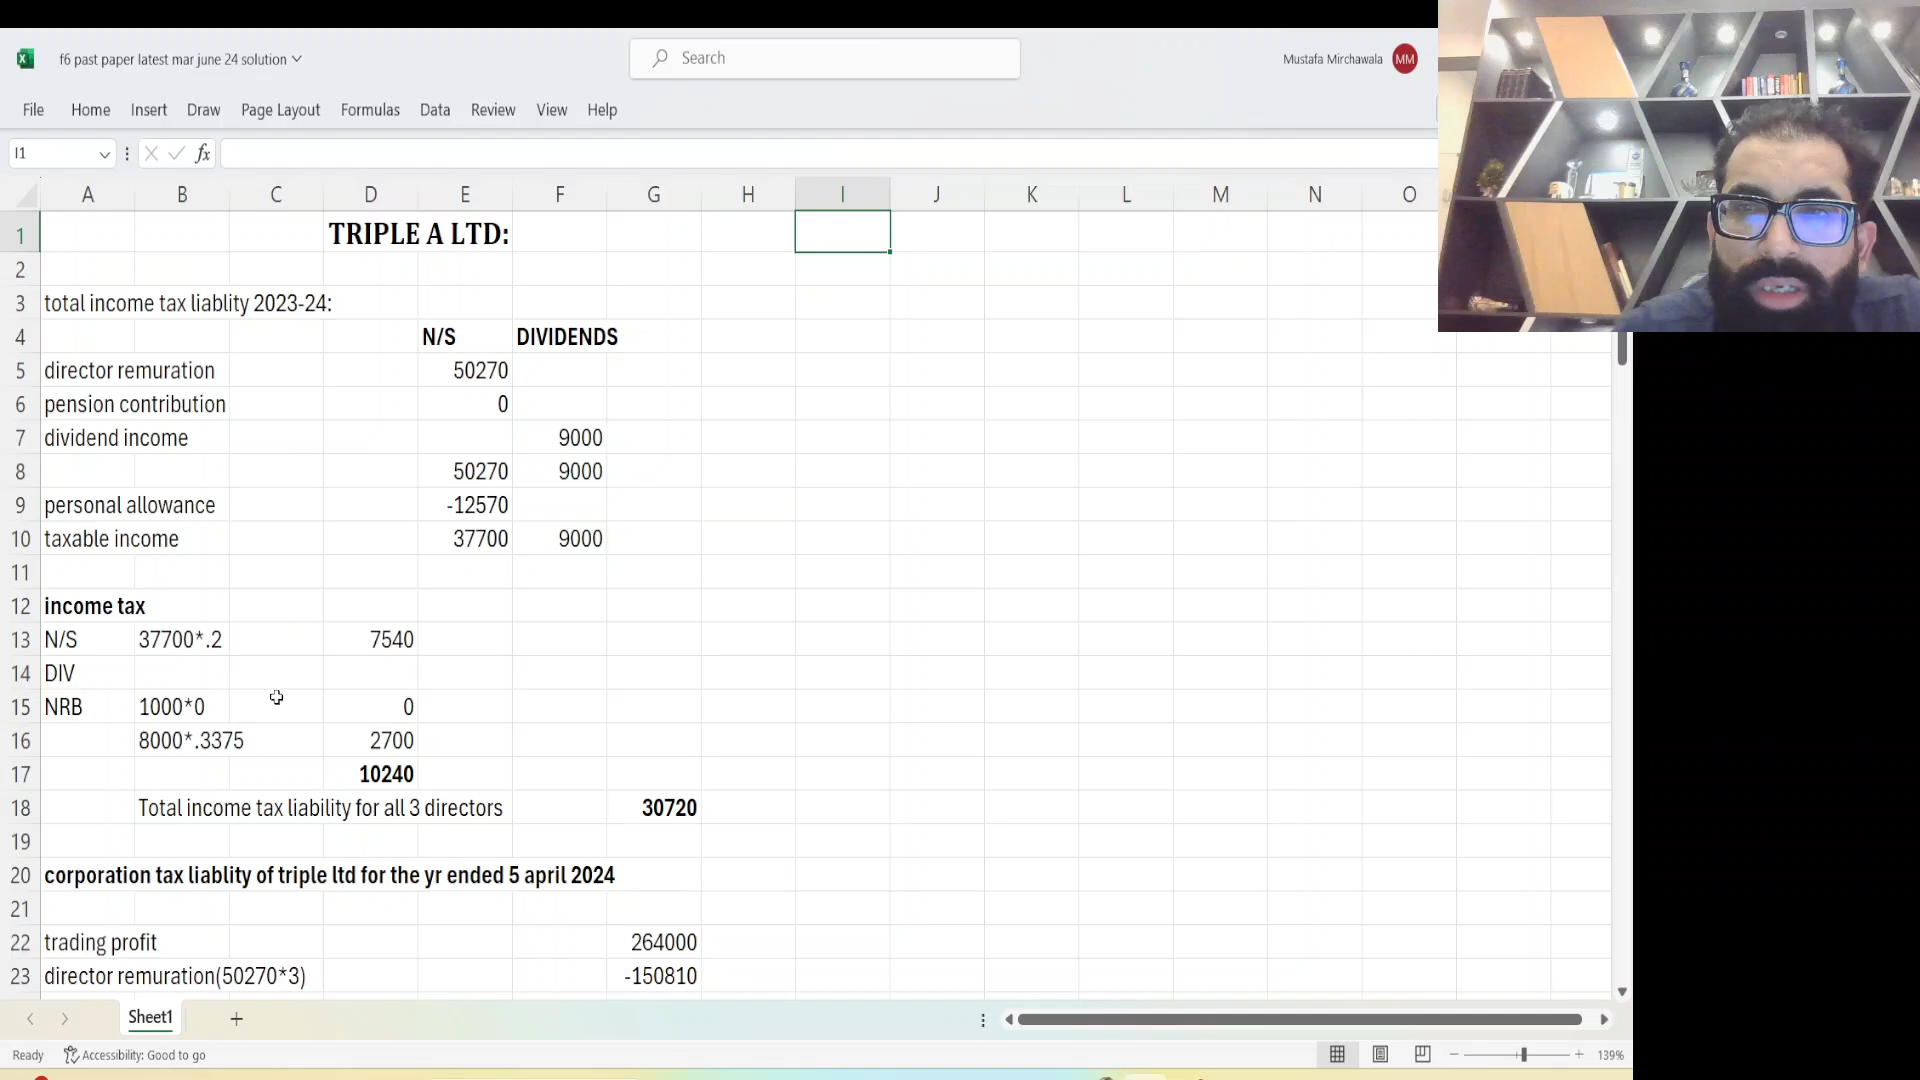 f6 past paper latest mar june 24 solution
Search
Mustafa Mirchawala MM
File Home Insert Draw Page Layout Formulas Data Review View Help
I1 fx
A B C D E F G H I J K L M N O
1 TRIPLE A LTD:
2
3 total income tax liablity 2023-24:
4 N/S DIVIDENDS
5 director remuration 50270
6 pension contribution 0
7 dividend income 9000
8 50270 9000
9 personal allowance -12570
10 taxable income 37700 9000
11
12 income tax
13 N/S 37700*.2 7540
14 DIV
15 NRB 1000*0 0
16 8000*.3375 2700
17 10240
18 Total income tax liability for all 3 directors 30720
19
20 corporation tax liablity of triple ltd for the yr ended 5 april 2024
21
22 trading profit 264000
23 director remuration(50270*3) -150810
Sheet1
Ready Accessibility: Good to go 139%